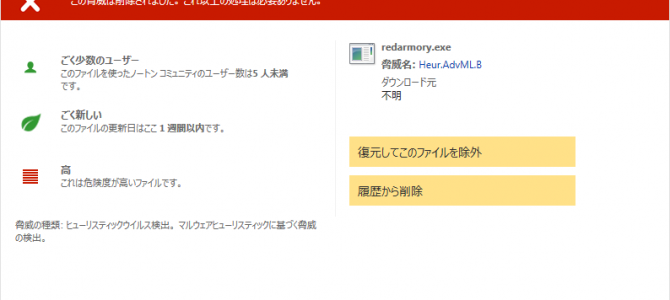 この脅威は削除されました。これ以上の処理は必要ありません。
ごく少数のユーザー
このファイルを使ったノートン コミュニティのユーザー数は5 人未満
です。
ごく新しい
このファイルの更新日はここ 1 週間以内です。
高
これは危険度が高いファイルです。
脅威の種類: ヒューリスティックウイルス検出。 マルウェアヒューリスティックに基づく脅威
の検出。
redarmory.exe
脅威名: Heur.AdvML.B
ダウンロード元
不明
復元してこのファイルを除外
履歴から削除